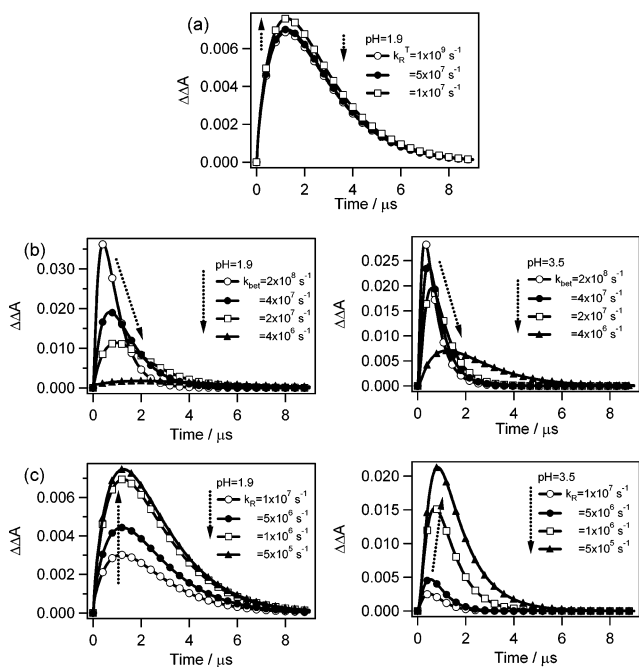 (a)
0.006
0.004
0.002
0.000
ΔΔA
pH=1.9
k_R^T=1x10^9 s^-1
=5x10^7 s^-1
=1x10^7 s^-1
0 2 4 6 8
Time / μs
(b)
0.030
0.020
0.010
0.000
ΔΔA
pH=1.9
k_bet=2x10^8 s^-1
=4x10^7 s^-1
=2x10^7 s^-1
=4x10^6 s^-1
0 2 4 6 8
Time / μs
0.030
0.025
0.020
0.015
0.010
0.005
0.000
ΔΔA
pH=3.5
k_bet=2x10^8 s^-1
=4x10^7 s^-1
=2x10^7 s^-1
=4x10^6 s^-1
0 2 4 6 8
Time / μs
(c)
0.006
0.004
0.002
0.000
ΔΔA
pH=1.9
k_R=1x10^7 s^-1
=5x10^6 s^-1
=1x10^6 s^-1
=5x10^5 s^-1
0 2 4 6 8
Time / μs
0.020
0.015
0.010
0.005
0.000
ΔΔA
pH=3.5
k_R=1x10^7 s^-1
=5x10^6 s^-1
=1x10^6 s^-1
=5x10^5 s^-1
0 2 4 6 8
Time / μs